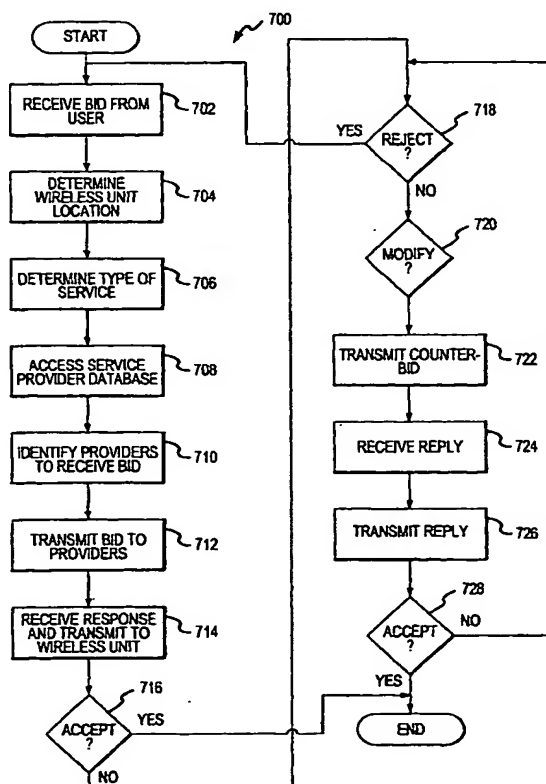 START
700
RECEIVE BID FROM
USER
702
DETERMINE
WIRELESS UNIT
LOCATION
704
DETERMINE TYPE OF
SERVICE
706
ACCESS SERVICE
PROVIDER DATABASE
708
IDENTIFY PROVIDERS
TO RECEIVE BID
710
TRANSMIT BID TO
PROVIDERS
712
RECEIVE RESPONSE
AND TRANSMIT TO
WIRELESS UNIT
714
716
ACCEPT
?
YES
NO
718
REJECT
?
YES
NO
720
MODIFY
?
TRANSMIT COUNTER-
BID
722
RECEIVE REPLY
724
TRANSMIT REPLY
726
728
ACCEPT
?
NO
YES
END